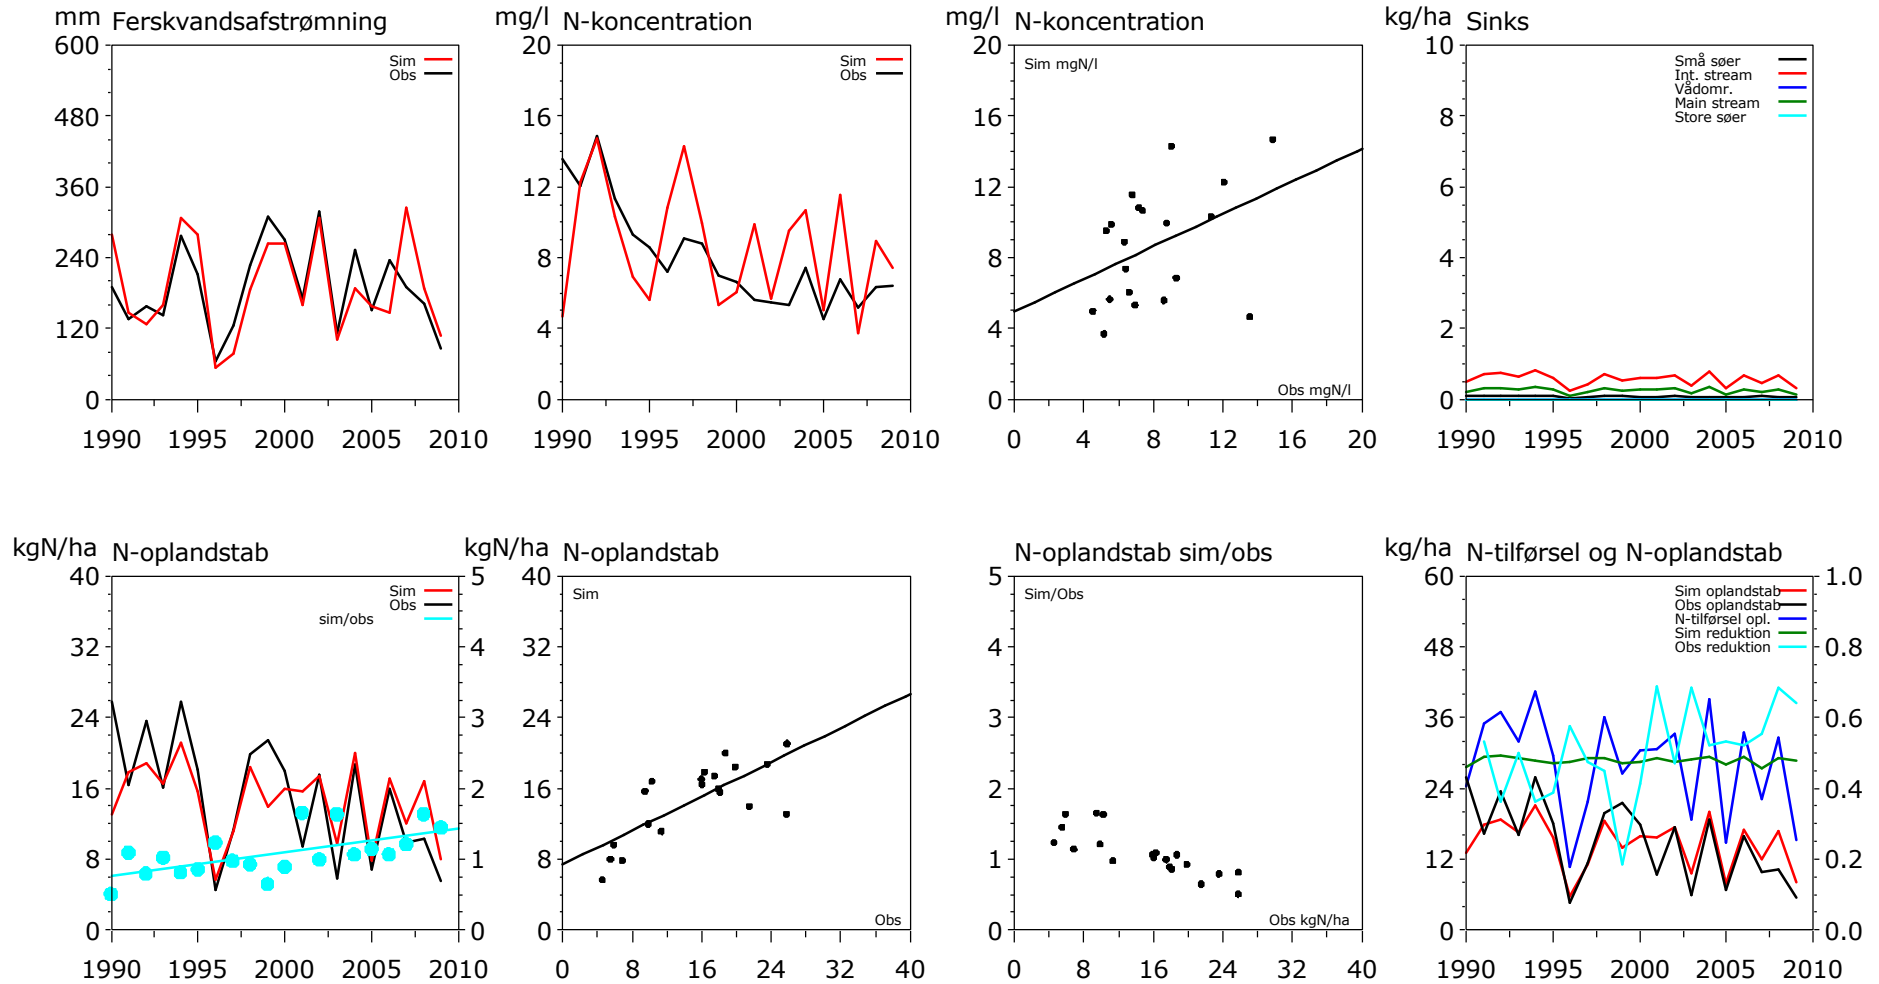 mm Ferskvandsafstrømning
600
480
360
240
120
0
Sim
Obs
1990 1995 2000 2005 2010
mg/l N-koncentration
20
16
12
8
4
0
Sim
Obs
1990 1995 2000 2005 2010
mg/l N-koncentration
20
16
12
8
4
0
Sim mgN/l
Obs mgN/l
0 4 8 12 16 20
kg/ha Sinks
10
8
6
4
2
0
Små søer
Int. stream
Vådomr.
Main stream
Store søer
1990 1995 2000 2005 2010
kgN/ha N-oplandstab
40
32
24
16
8
0
Sim
Obs
sim/obs
5
4
3
2
1
0
1990 1995 2000 2005 2010
kgN/ha N-oplandstab
40
32
24
16
8
0
Sim
Obs
0 8 16 24 32 40
N-oplandstab sim/obs
5
4
3
2
1
0
Sim/Obs
Obs kgN/ha
0 8 16 24 32 40
kg/ha N-tilførsel og N-oplandstab
60
48
36
24
12
0
Sim oplandstab
Obs oplandstab
N-tilførsel opl.
Sim reduktion
Obs reduktion
1.0
0.8
0.6
0.4
0.2
0.0
1990 1995 2000 2005 2010